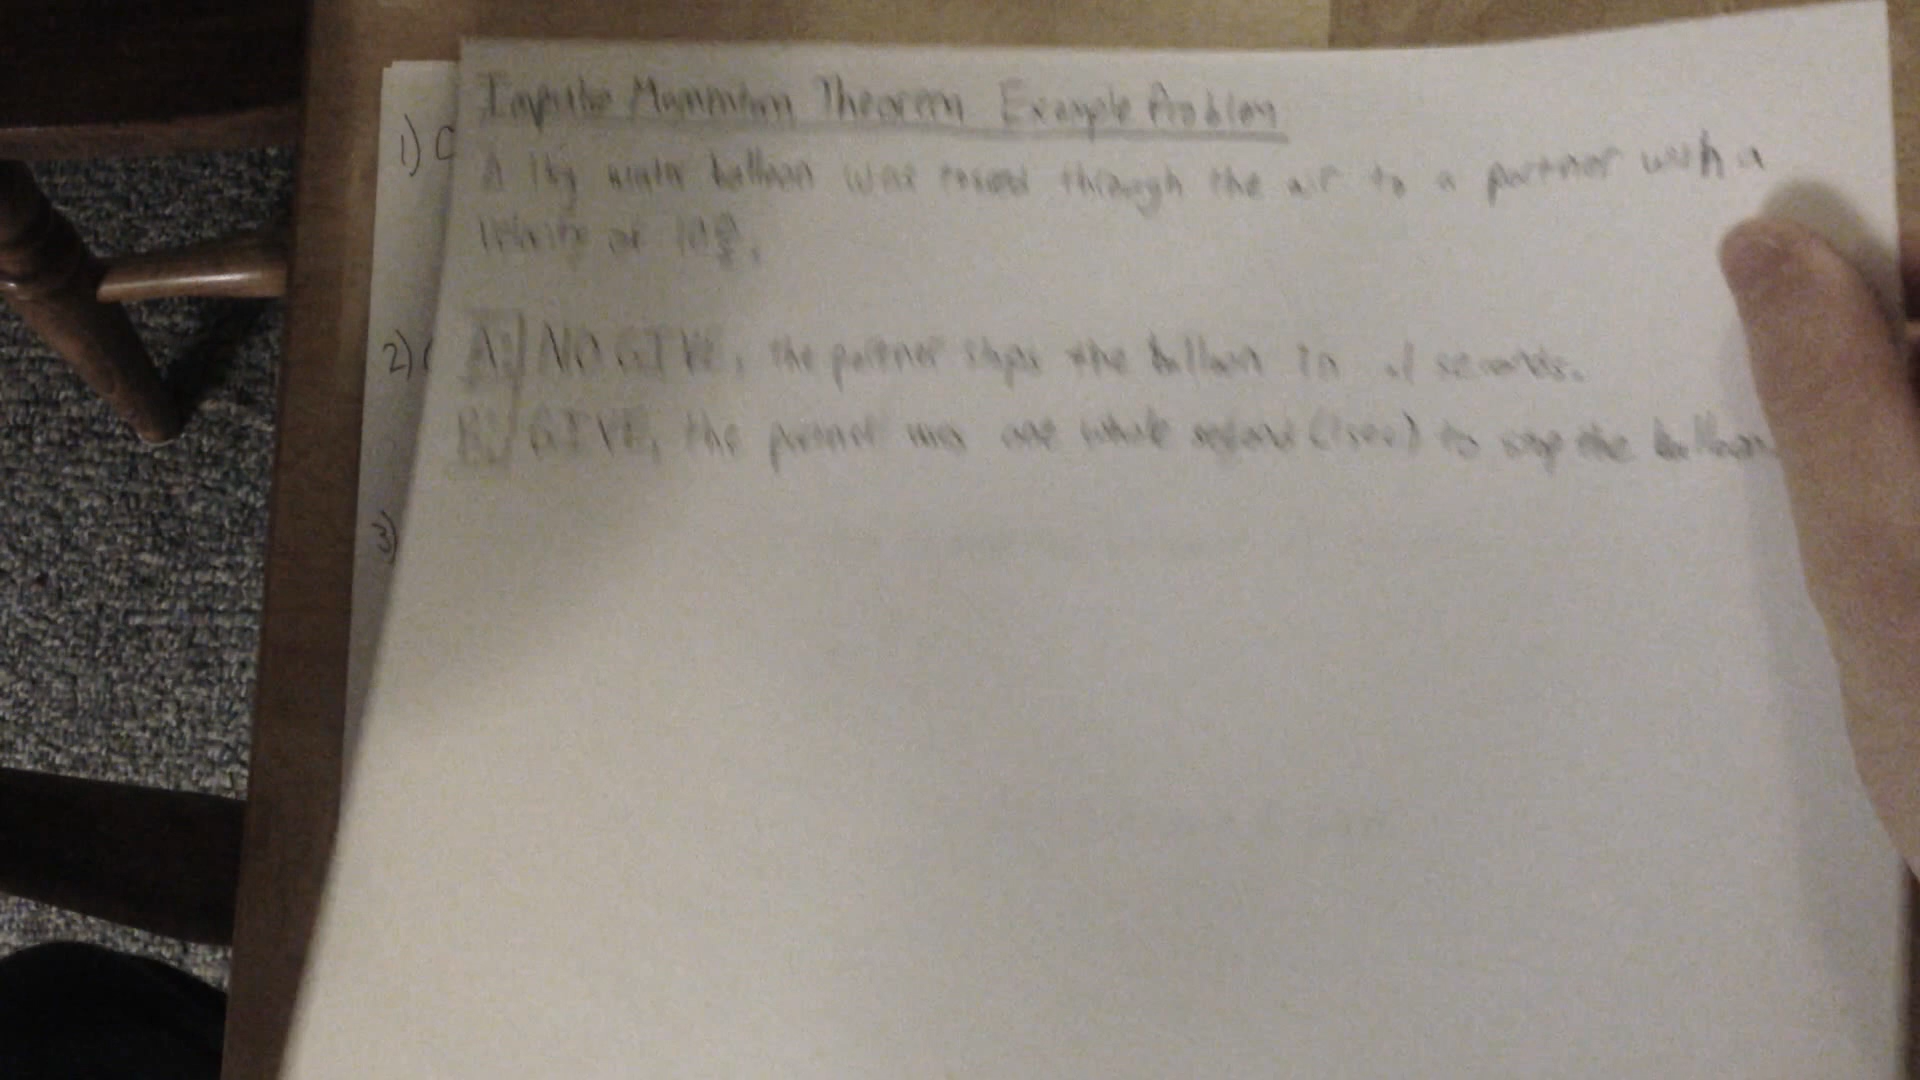 Impulse Momentum Theorem Example Problem
1) C
A 1kg water balloon was tossed through the air to a partner with a
velocity of 10 m/s.
2) (
A:) NO GIVE, the partner stops the balloon in .1 seconds.
B:) GIVE, the partner uses one whole second (1sec) to stop the balloon
3)